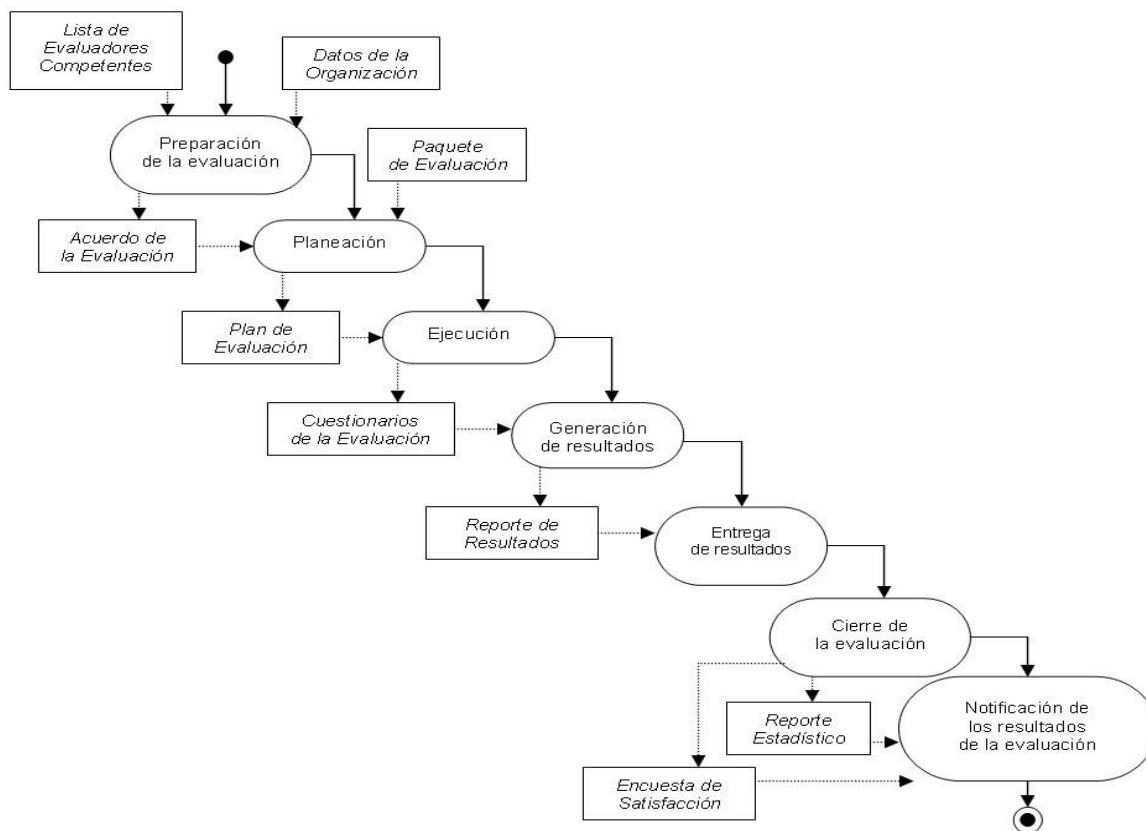 Lista de
Evaluadores
Competentes
Datos de la
Organización
Preparación
de la evaluación
Paquete
de Evaluación
Acuerdo de
la Evaluación
Planeación
Plan de
Evaluación
Ejecución
Cuestionarios
de la Evaluación
Generación
de resultados
Reporte de
Resultados
Entrega
de resultados
Cierre de
la evaluación
Reporte
Estadístico
Notificación de
los resultados
de la evaluación
Encuesta de
Satisfacción